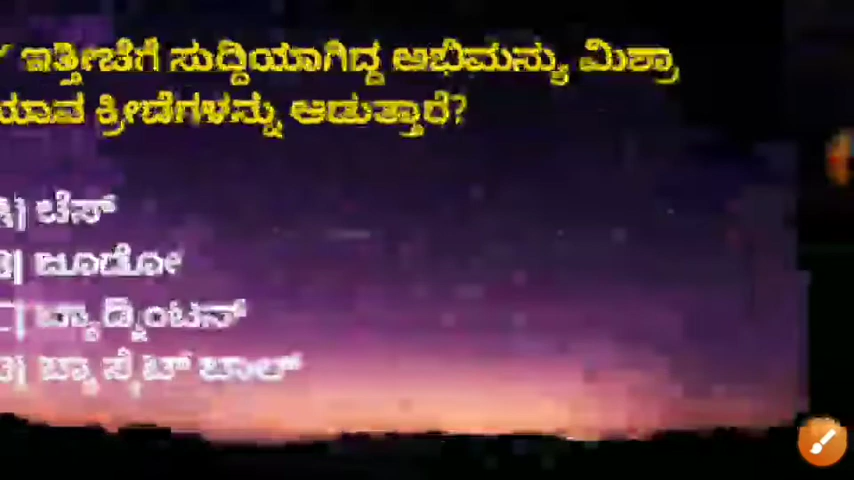 ಇತ್ತೀಚೆಗೆ ಸುದ್ದಿಯಾಗಿದ್ದ ಅಭಿಮನ್ಯು ಮಿಶ್ರಾ
ಯಾವ ಕ್ರೀಡೆಗಳನ್ನು ಆಡುತ್ತಾರೆ?
A] ಚೆಸ್
B] ಜೂಡೋ
C] ಬ್ಯಾಡ್ಮಿಂಟನ್
D] ಬ್ಯಾಸ್ಕೆಟ್ ಬಾಲ್